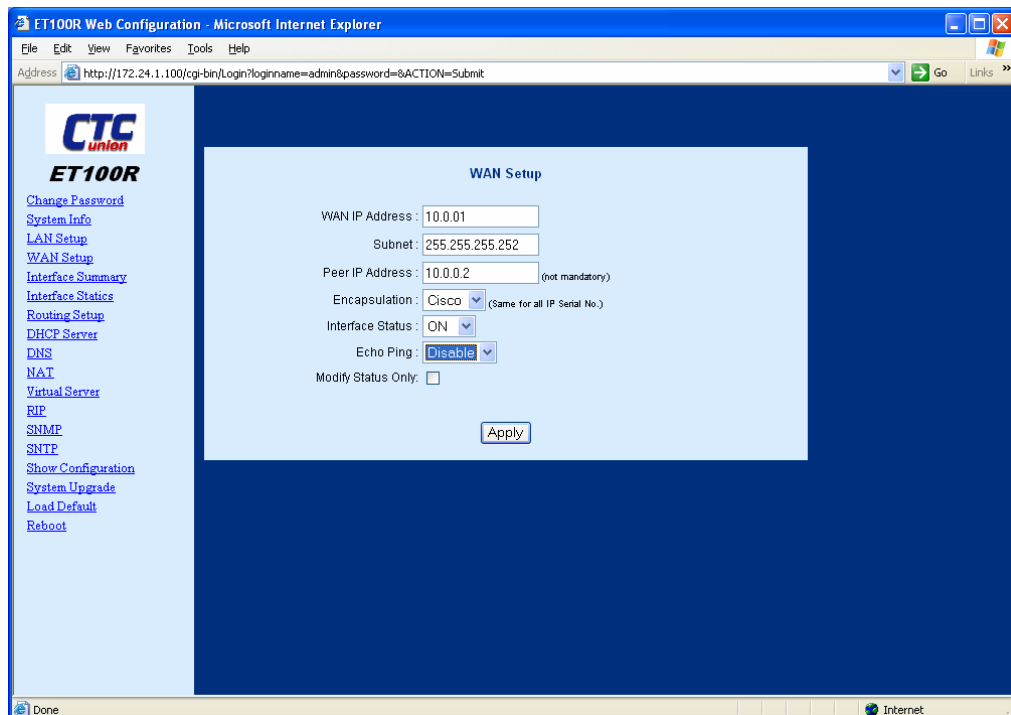 ET100R Web Configuration - Microsoft Internet Explorer
File Edit View Favorites Tools Help
Address http://172.24.1.100/cgi-bin/Login?loginname=admin&password=&ACTION=Submit Go Links »
CTC
union
ET100R
Change Password
System Info
LAN Setup
WAN Setup
Interface Summary
Interface Statics
Routing Setup
DHCP Server
DNS
NAT
Virtual Server
RIP
SNMP
SNTP
Show Configuration
System Upgrade
Load Default
Reboot
WAN Setup
WAN IP Address : 10.0.01
Subnet : 255.255.255.252
Peer IP Address : 10.0.0.2 (not mandatory)
Encapsulation : Cisco (Same for all IP Serial No.)
Interface Status : ON
Echo Ping : Disable
Modify Status Only:
Apply
Done Internet